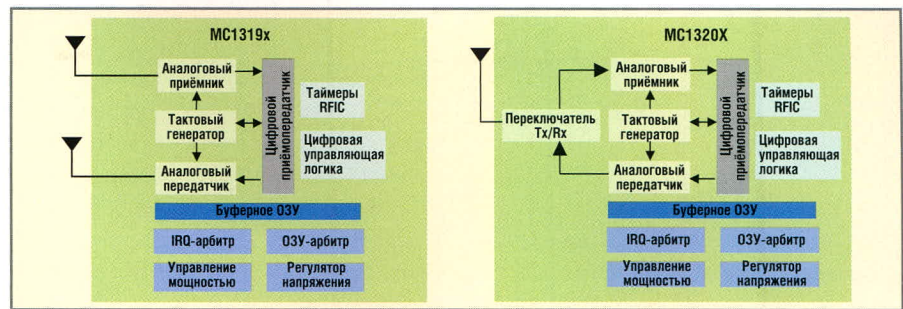 MC1319x
Аналоговый
приёмник
Тактовый
генератор
Аналоговый
передатчик
Цифровой
приёмопередатчик
Таймеры
RFIC
Цифровая
управляющая
логика
Буферное ОЗУ
IRQ-арбитр
ОЗУ-арбитр
Управление
мощностью
Регулятор
напряжения
MC1320X
Переключатель
Tx/Rx
Аналоговый
приёмник
Тактовый
генератор
Аналоговый
передатчик
Цифровой
приёмопередатчик
Таймеры
RFIC
Цифровая
управляющая
логика
Буферное ОЗУ
IRQ-арбитр
ОЗУ-арбитр
Управление
мощностью
Регулятор
напряжения